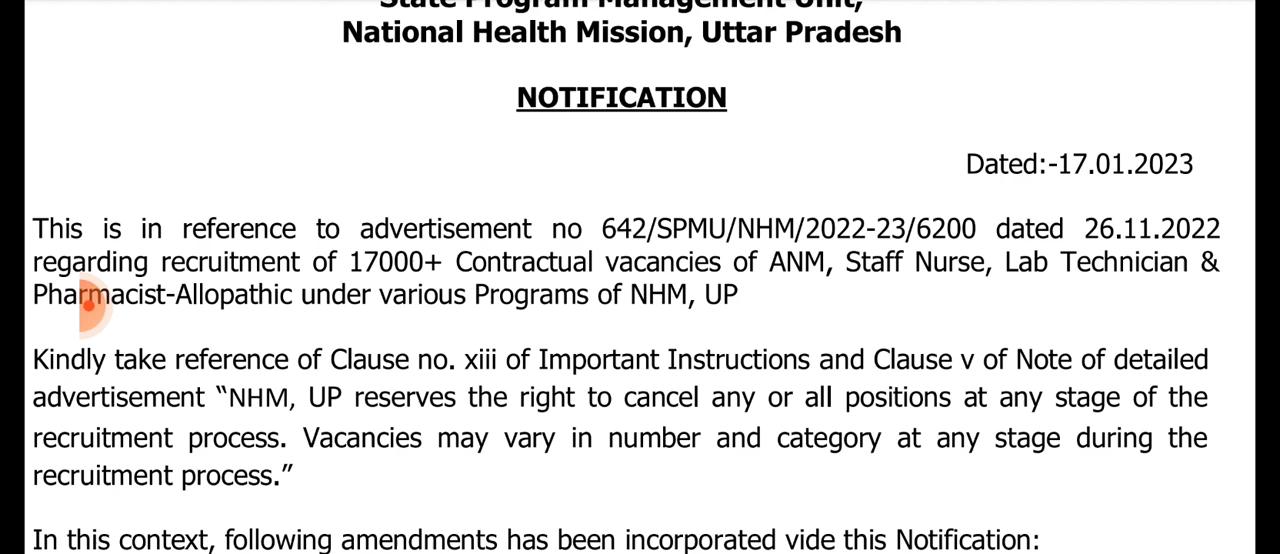 State Program Management Unit,
National Health Mission, Uttar Pradesh
NOTIFICATION
Dated:-17.01.2023
This is in reference to advertisement no 642/SPMU/NHM/2022-23/6200 dated 26.11.2022
regarding recruitment of 17000+ Contractual vacancies of ANM, Staff Nurse, Lab Technician &
Pharmacist-Allopathic under various Programs of NHM, UP
Kindly take reference of Clause no. xiii of Important Instructions and Clause v of Note of detailed
advertisement “NHM, UP reserves the right to cancel any or all positions at any stage of the
recruitment process. Vacancies may vary in number and category at any stage during the
recruitment process.”
In this context, following amendments has been incorporated vide this Notification: